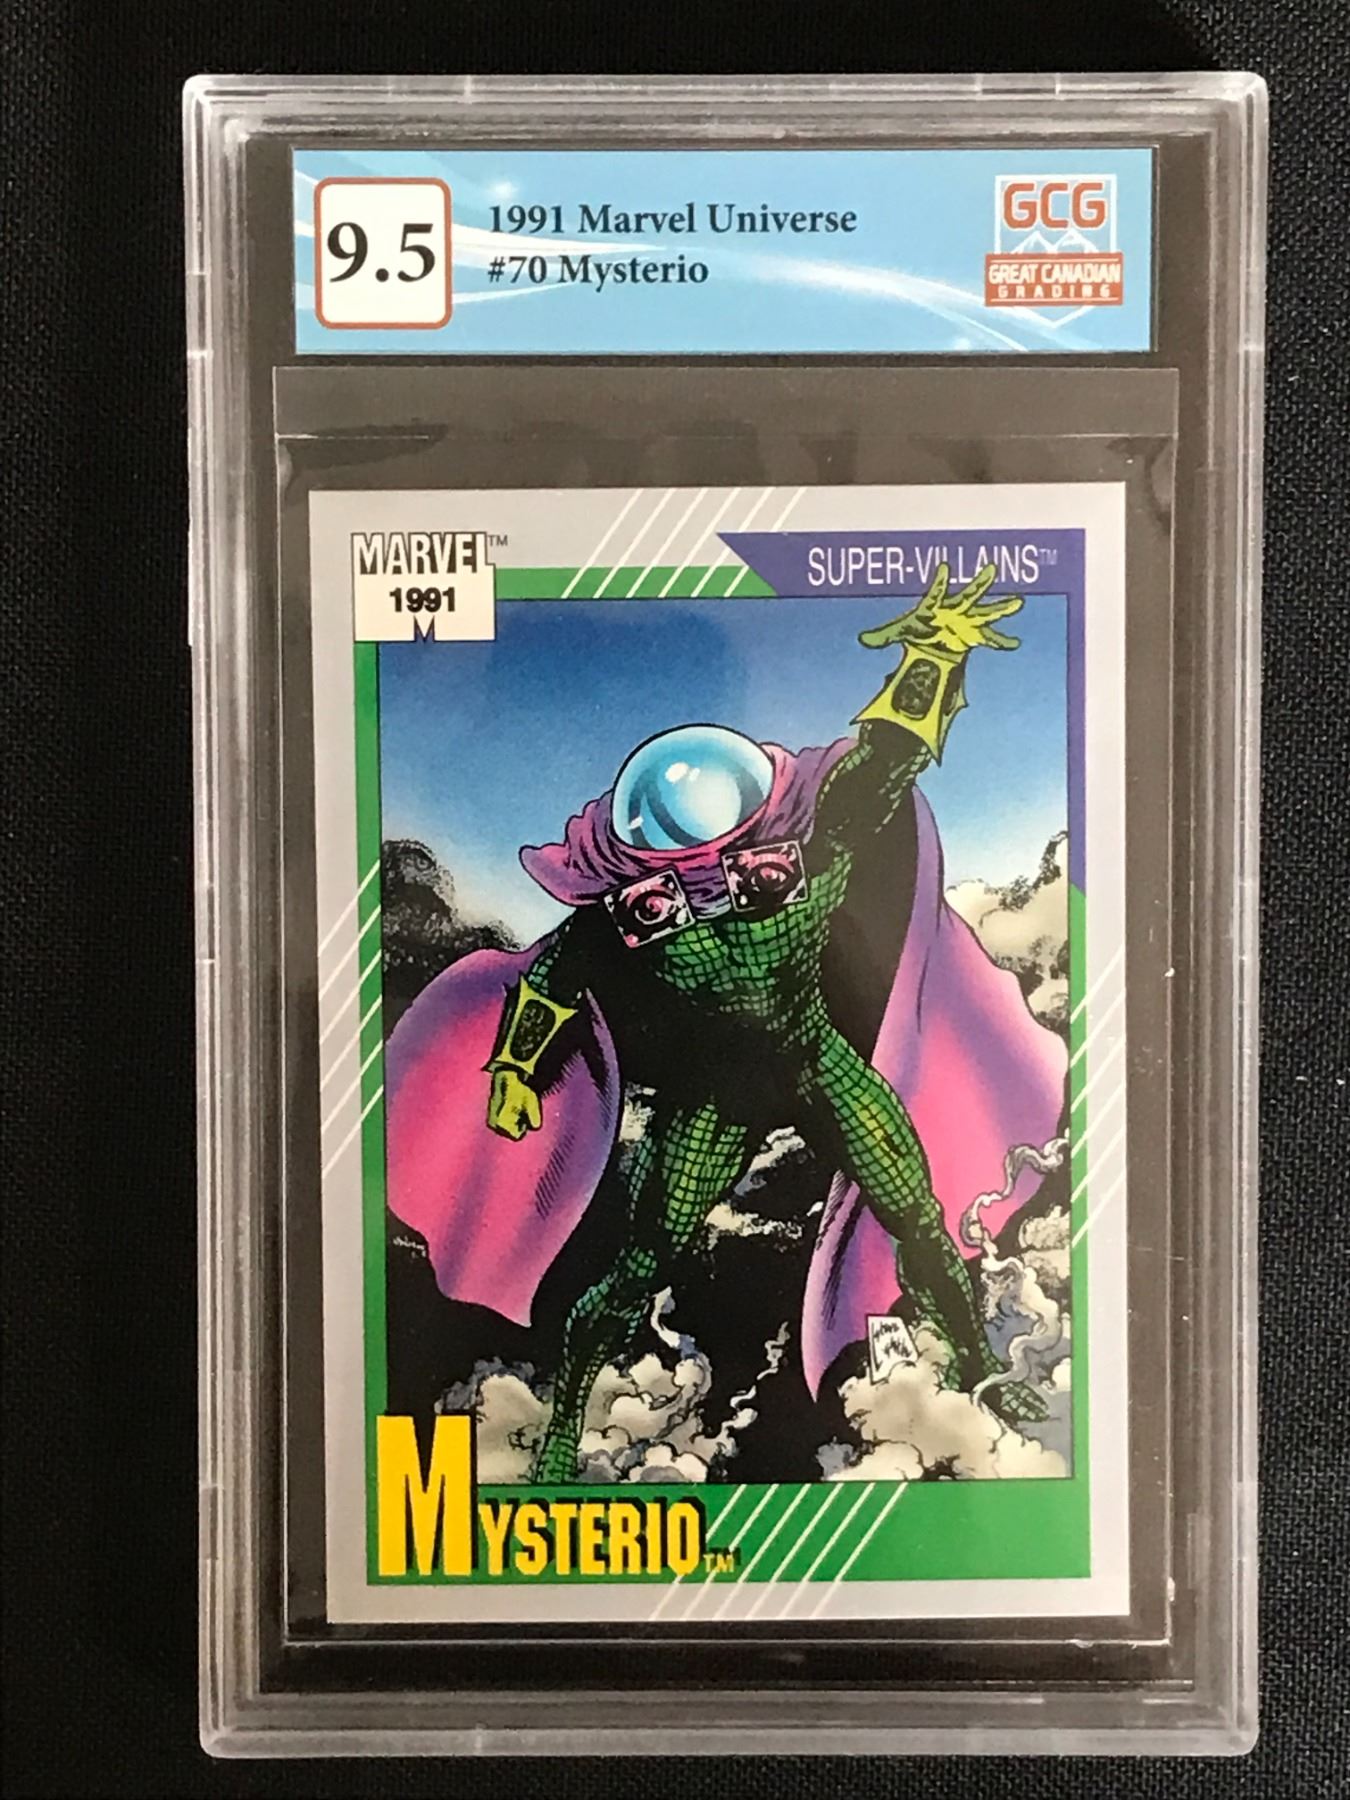 9.5
1991 Marvel Universe
#70 Mysterio
GCG
GREAT CANADIAN
GRADING
MARVEL™
1991
M
SUPER-VILLAINS™
MYSTERIO™